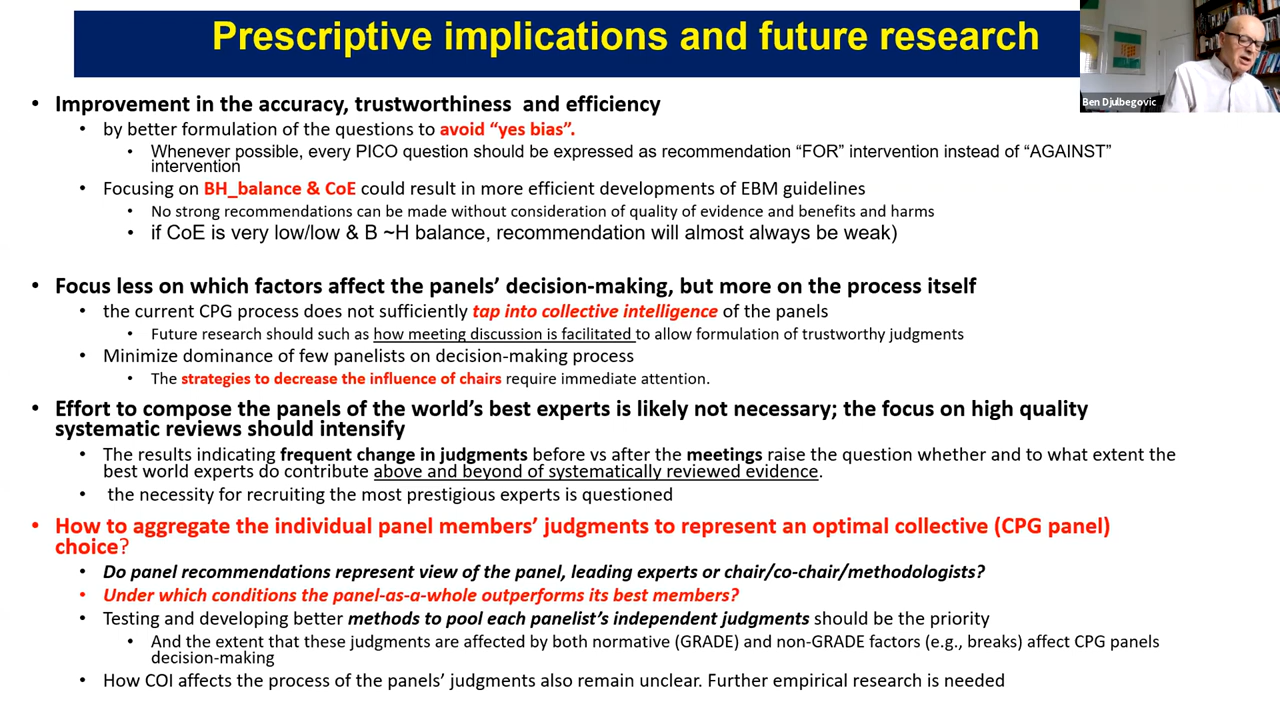 Prescriptive implications and future research
Ben Djulbegovic
• Improvement in the accuracy, trustworthiness and efficiency
• by better formulation of the questions to avoid “yes bias”.
• Whenever possible, every PICO question should be expressed as recommendation “FOR” intervention instead of “AGAINST”
intervention
• Focusing on BH_balance & CoE could result in more efficient developments of EBM guidelines
• No strong recommendations can be made without consideration of quality of evidence and benefits and harms
• if CoE is very low/low & B ~H balance, recommendation will almost always be weak)
• Focus less on which factors affect the panels’ decision-making, but more on the process itself
• the current CPG process does not sufficiently tap into collective intelligence of the panels
• Future research should such as how meeting discussion is facilitated to allow formulation of trustworthy judgments
• Minimize dominance of few panelists on decision-making process
• The strategies to decrease the influence of chairs require immediate attention.
• Effort to compose the panels of the world’s best experts is likely not necessary; the focus on high quality
systematic reviews should intensify
• The results indicating frequent change in judgments before vs after the meetings raise the question whether and to what extent the
best world experts do contribute above and beyond of systematically reviewed evidence.
• the necessity for recruiting the most prestigious experts is questioned
• How to aggregate the individual panel members’ judgments to represent an optimal collective (CPG panel)
choice?
• Do panel recommendations represent view of the panel, leading experts or chair/co-chair/methodologists?
• Under which conditions the panel-as-a-whole outperforms its best members?
• Testing and developing better methods to pool each panelist’s independent judgments should be the priority
• And the extent that these judgments are affected by both normative (GRADE) and non-GRADE factors (e.g., breaks) affect CPG panels
decision-making
• How COI affects the process of the panels’ judgments also remain unclear. Further empirical research is needed